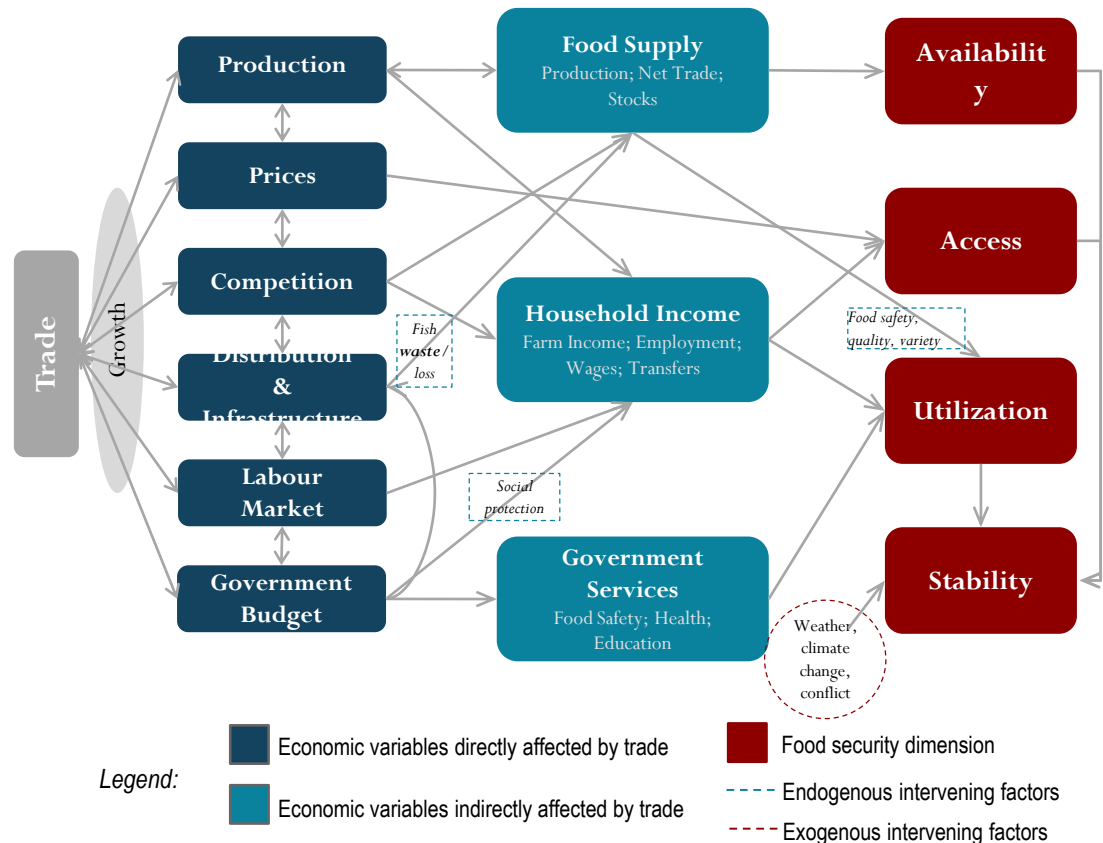 Trade
Growth
Production
Prices
Competition
Distribution
&
Infrastructure
Labour
Market
Government
Budget
Fish
waste/
loss
Social
protection
Food Supply
Production; Net Trade;
Stocks
Household Income
Farm Income; Employment;
Wages; Transfers
Government
Services
Food Safety; Health;
Education
Food safety,
quality, variety
Weather,
climate
change,
conflict
Availabilit
y
Access
Utilization
Stability
Legend:
Economic variables directly affected by trade
Economic variables indirectly affected by trade
Food security dimension
Endogenous intervening factors
Exogenous intervening factors